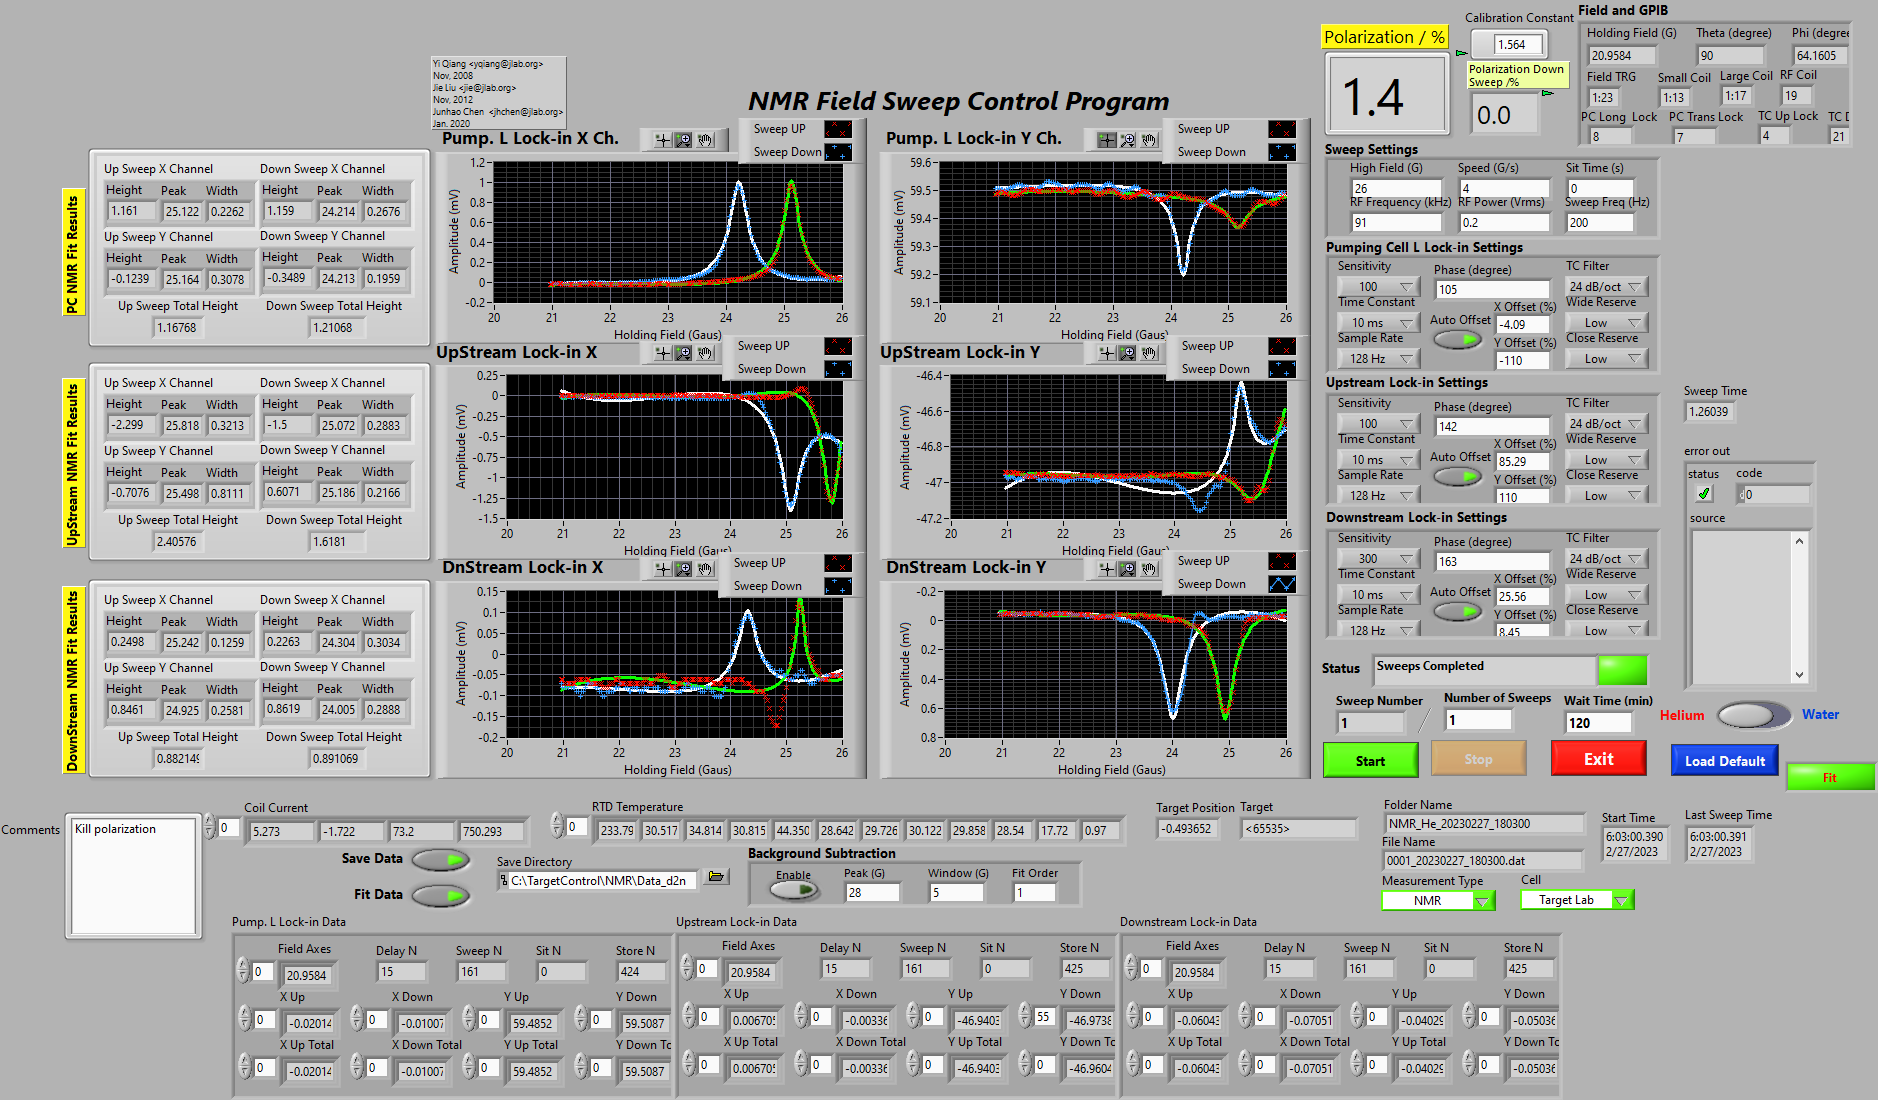 Yi Qiang <yqiang@jlab.org>
Nov, 2008
Jie Liu <jie@jlab.org>
Nov, 2012
Junhao Chen <jhchen@jlab.org>
Jan. 2020
NMR Field Sweep Control Program
Polarization / %
1.4
Calibration Constant
1.564
Polarization Down
Sweep /%
0.0
Field and GPIB
Holding Field (G) Theta (degree) Phi (degree
20.9584 90 64.1605
Field TRG Small Coil Large Coil RF Coil
1:23 1:13 1:17 19
PC Long Lock PC Trans Lock TC Up Lock TC D
8 7 4 21
PC NMR Fit Results
Up Sweep X Channel Down Sweep X Channel
Height Peak Width Height Peak Width
1.161 25.122 0.2262 1.159 24.214 0.2676
Up Sweep Y Channel Down Sweep Y Channel
Height Peak Width Height Peak Width
-0.1239 25.164 0.3078 -0.3489 24.213 0.1959
Up Sweep Total Height Down Sweep Total Height
1.16768 1.21068
Pump. L Lock-in X Ch.
Sweep UP
Sweep Down
Amplitude (mV)
1.2
1
0.8
0.6
0.4
0.2
0
-0.2
20 21 22 23 24 25 26
Holding Field (Gaus)
Pump. L Lock-in Y Ch.
Sweep UP
Sweep Down
Amplitude (mV)
59.6
59.5
59.4
59.3
59.2
59.1
20 21 22 23 24 25 26
Holding Field (Gaus)
UpStream NMR Fit Results
Up Sweep X Channel Down Sweep X Channel
Height Peak Width Height Peak Width
-2.299 25.818 0.3213 -1.5 25.072 0.2883
Up Sweep Y Channel Down Sweep Y Channel
Height Peak Width Height Peak Width
-0.7076 25.498 0.8111 0.6071 25.186 0.2166
Up Sweep Total Height Down Sweep Total Height
2.40576 1.6181
UpStream Lock-in X
Sweep UP
Sweep Down
Amplitude (mV)
0.25
0
-0.25
-0.5
-0.75
-1
-1.25
-1.5
20 21 22 23 24 25 26
Holding Field (Gaus)
UpStream Lock-in Y
Sweep UP
Sweep Down
Amplitude (mV)
-46.4
-46.6
-46.8
-47
-47.2
20 21 22 23 24 25 26
Holding Field (Gaus)
DownStream NMR Fit Results
Up Sweep X Channel Down Sweep X Channel
Height Peak Width Height Peak Width
0.2498 25.242 0.1259 0.2263 24.304 0.3034
Up Sweep Y Channel Down Sweep Y Channel
Height Peak Width Height Peak Width
0.8461 24.925 0.2581 0.8619 24.005 0.2888
Up Sweep Total Height Down Sweep Total Height
0.882149 0.891069
DnStream Lock-in X
Sweep UP
Sweep Down
Amplitude (mV)
0.15
0.1
0.05
0
-0.05
-0.1
-0.15
-0.2
20 21 22 23 24 25 26
Holding Field (Gaus)
DnStream Lock-in Y
Sweep UP
Sweep Down
Amplitude (mV)
-0.2
0
0.2
0.4
0.6
0.8
20 21 22 23 24 25 26
Holding Field (Gaus)
Sweep Settings
High Field (G) Speed (G/s) Sit Time (s)
26 4 0
RF Frequency (kHz) RF Power (Vrms) Sweep Freq (Hz)
91 0.2 200
Pumping Cell L Lock-in Settings
Sensitivity Phase (degree) TC Filter
100 105 24 dB/oct
Time Constant X Offset (%) Wide Reserve
10 ms Auto Offset -4.09 Low
Sample Rate Y Offset (%) Close Reserve
128 Hz -110 Low
Upstream Lock-in Settings
Sensitivity Phase (degree) TC Filter
100 142 24 dB/oct
Time Constant X Offset (%) Wide Reserve
10 ms Auto Offset 85.29 Low
Sample Rate Y Offset (%) Close Reserve
128 Hz 110 Low
Downstream Lock-in Settings
Sensitivity Phase (degree) TC Filter
300 163 24 dB/oct
Time Constant X Offset (%) Wide Reserve
10 ms Auto Offset 25.56 Low
Sample Rate Y Offset (%) Close Reserve
128 Hz 8.45 Low
Sweep Time
1.26039
error out
status code
0
source
Status Sweeps Completed
Sweep Number Number of Sweeps Wait Time (min)
1 / 1 120
Helium Water
Start Stop Exit Load Default Fit
Comments
Kill polarization
Coil Current
0 5.273 -1.722 73.2 750.293
RTD Temperature
0 233.79 30.517 34.814 30.815 44.350 28.642 29.726 30.122 29.858 28.54 17.72 0.97
Target Position Target
-0.493652 <65535>
Save Data
Fit Data
Save Directory
C:\TargetControl\NMR\Data_d2n
Background Subtraction
Enable Peak (G) Window (G) Fit Order
28 5 1
Folder Name
NMR_He_20230227_180300
File Name
0001_20230227_180300.dat
Measurement Type Cell
NMR Target Lab
Start Time
6:03:00.390
2/27/2023
Last Sweep Time
6:03:00.391
2/27/2023
Pump. L Lock-in Data
Field Axes Delay N Sweep N Sit N Store N
0 20.9584 15 161 0 424
X Up X Down Y Up Y Down
0 -0.02014 0 -0.01007 0 59.4852 0 59.5087
X Up Total X Down Total Y Up Total Y Down To
0 -0.02014 0 -0.01007 0 59.4852 0 59.5087
Upstream Lock-in Data
Field Axes Delay N Sweep N Sit N Store N
0 20.9584 15 161 0 425
X Up X Down Y Up Y Down
0 0.006705 0 -0.00336 0 -46.9403 55 -46.9738
X Up Total X Down Total Y Up Total Y Down To
0 0.006705 0 -0.00336 0 -46.9403 0 -46.9604
Downstream Lock-in Data
Field Axes Delay N Sweep N Sit N Store N
0 20.9584 15 161 0 425
X Up X Down Y Up Y Down
0 -0.06043 0 -0.07051 0 -0.04029 0 -0.05036
X Up Total X Down Total Y Up Total Y Down To
0 -0.06043 0 -0.07051 0 -0.04029 0 -0.05036